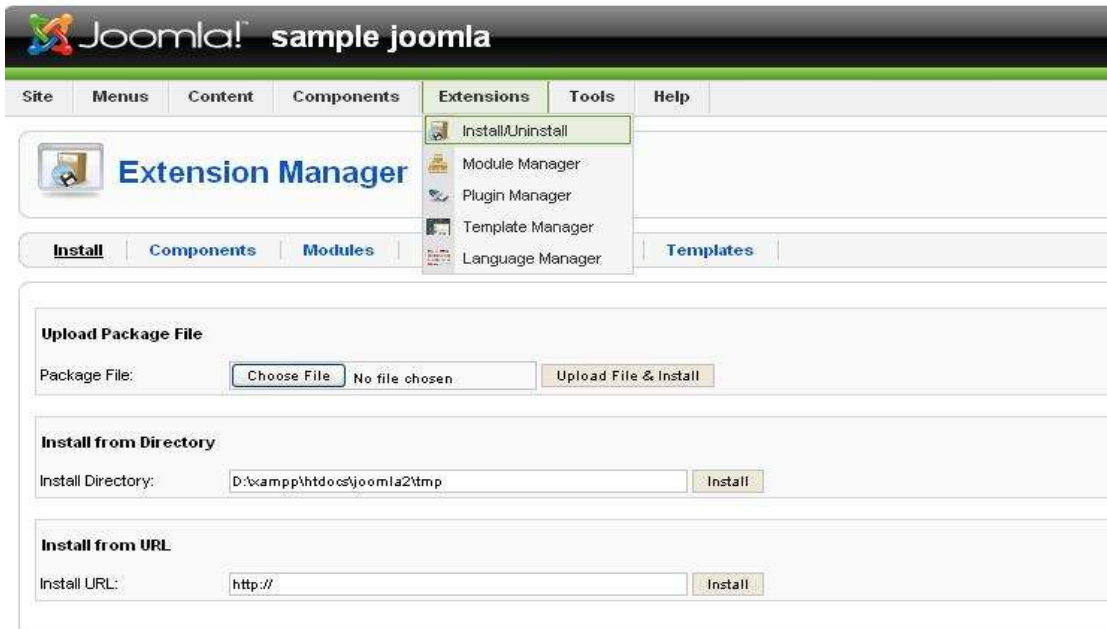 Joomla! sample joomla
Site Menus Content Components Extensions Tools Help
Install/Uninstall
Module Manager
Plugin Manager
Template Manager
Language Manager
Extension Manager
Install Components Modules Templates
Upload Package File
Package File: Choose File No file chosen Upload File & Install
Install from Directory
Install Directory: D:\xampp\htdocs\joomla2\tmp Install
Install from URL
Install URL: http:// Install